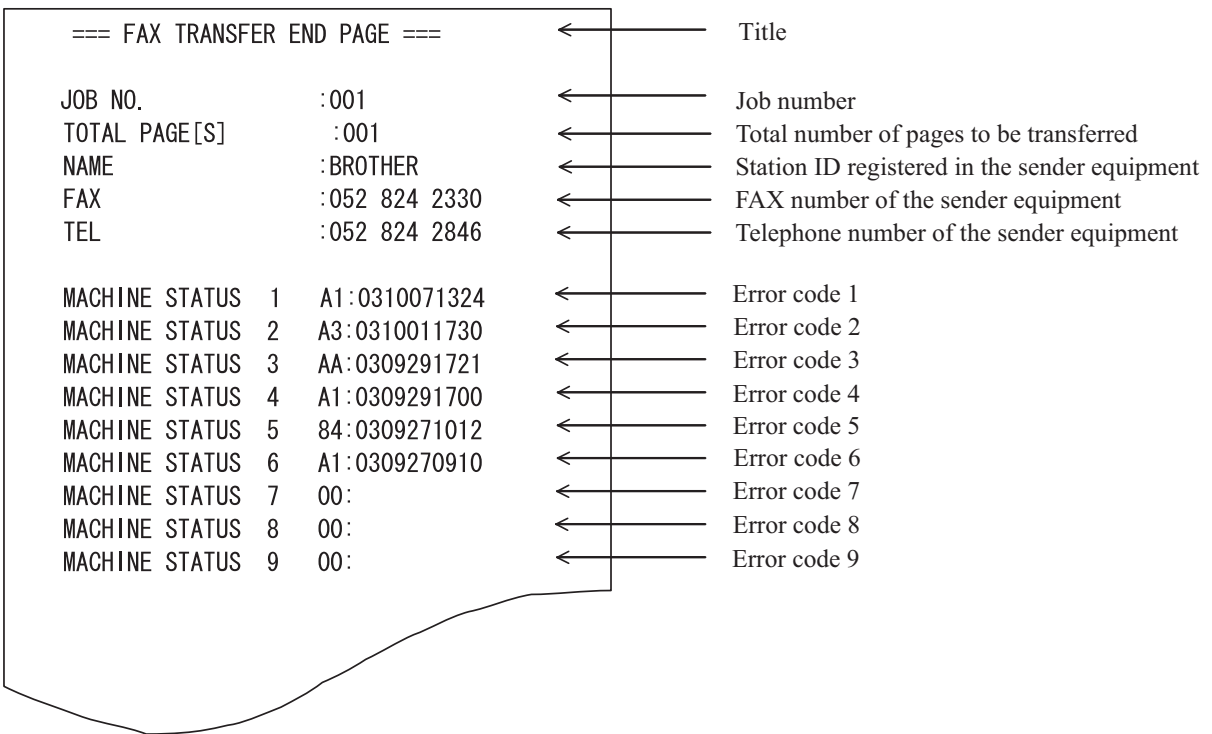 === FAX TRANSFER END PAGE === Title
JOB NO. :001 Job number
TOTAL PAGE[S] :001 Total number of pages to be transferred
NAME :BROTHER Station ID registered in the sender equipment
FAX :052 824 2330 FAX number of the sender equipment
TEL :052 824 2846 Telephone number of the sender equipment
MACHINE STATUS 1 A1:0310071324 Error code 1
MACHINE STATUS 2 A3:0310011730 Error code 2
MACHINE STATUS 3 AA:0309291721 Error code 3
MACHINE STATUS 4 A1:0309291700 Error code 4
MACHINE STATUS 5 84:0309271012 Error code 5
MACHINE STATUS 6 A1:0309270910 Error code 6
MACHINE STATUS 7 00: Error code 7
MACHINE STATUS 8 00: Error code 8
MACHINE STATUS 9 00: Error code 9